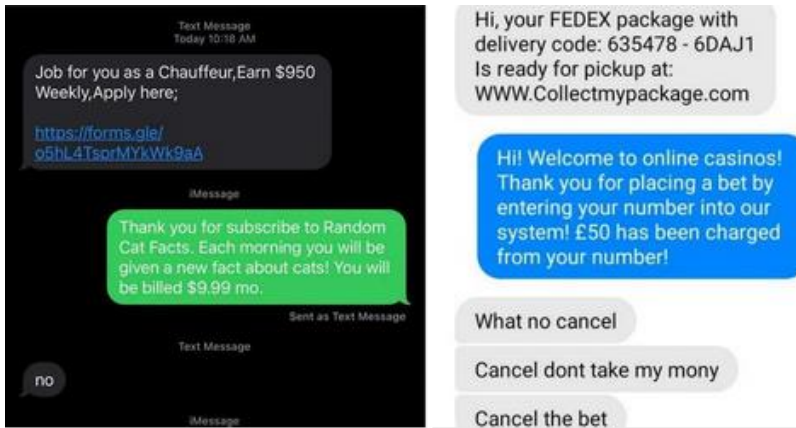 Text Message
Today 10:18 AM
Job for you as a Chauffeur,Earn $950
Weekly,Apply here;
https://forms.gle/
o5hL4TsprMYkWk9aA
iMessage
Thank you for subscribe to Random
Cat Facts. Each morning you will be
given a new fact about cats! You will
be billed $9.99 mo.
Sent as Text Message
Text Message
no
iMessage
Hi, your FEDEX package with
delivery code: 635478 - 6DAJ1
Is ready for pickup at:
WWW.Collectmypackage.com
Hi! Welcome to online casinos!
Thank you for placing a bet by
entering your number into our
system! £50 has been charged
from your number!
What no cancel
Cancel dont take my mony
Cancel the bet